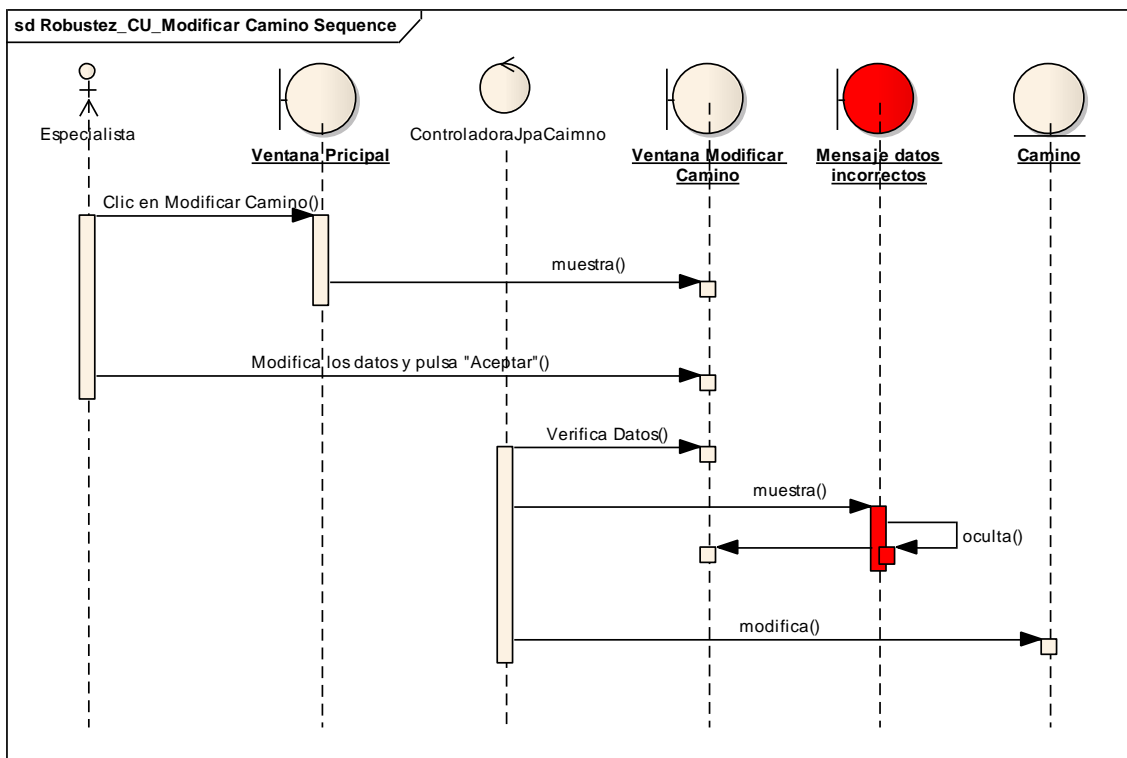 sd Robustez_CU_Modificar Camino Sequence
Especialista
Ventana Pricipal
ControladoraJpaCaimno
Ventana Modificar
Camino
Mensaje datos
incorrectos
Camino
Clic en Modificar Camino()
muestra()
Modifica los datos y pulsa "Aceptar"()
Verifica Datos()
muestra()
oculta()
modifica()